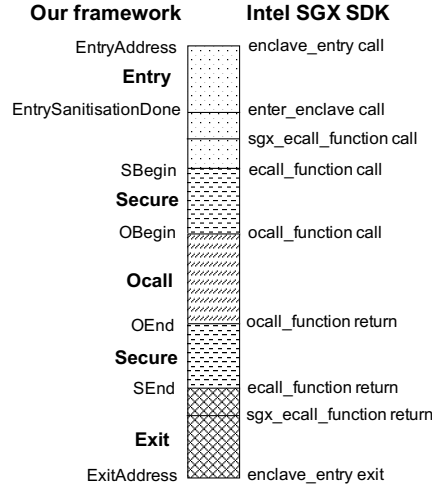 Our framework Intel SGX SDK
EntryAddress enclave_entry call
Entry
EntrySanitisationDone enter_enclave call
sgx_ecall_function call
SBegin ecall_function call
Secure
OBegin ocall_function call
Ocall
OEnd ocall_function return
Secure
SEnd ecall_function return
sgx_ecall_function return
Exit
ExitAddress enclave_entry exit